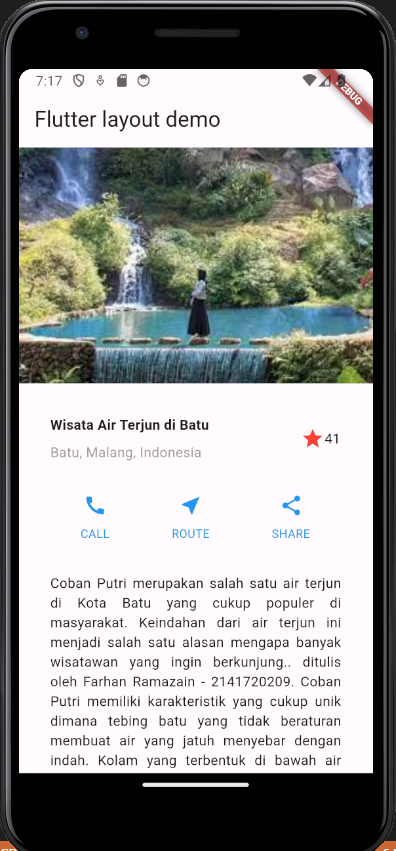 7:17
DEBUG
Flutter layout demo
Wisata Air Terjun di Batu
Batu, Malang, Indonesia
41
CALL ROUTE SHARE
Coban Putri merupakan salah satu air terjun
di Kota Batu yang cukup populer di
masyarakat. Keindahan dari air terjun ini
menjadi salah satu alasan mengapa banyak
wisatawan yang ingin berkunjung.. ditulis
oleh Farhan Ramazain - 2141720209. Coban
Putri memiliki karakteristik yang cukup unik
dimana tebing batu yang tidak beraturan
membuat air yang jatuh menyebar dengan
indah. Kolam yang terbentuk di bawah air